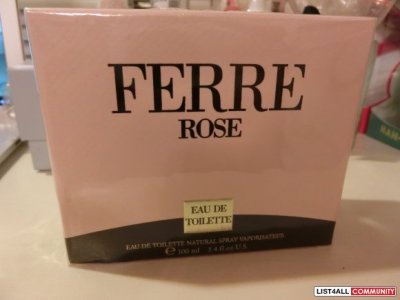 FERRE
ROSE
EAU DE
TOILETTE
EAU DE TOILETTE NATURAL SPRAY VAPORISATEUR
℮ 100 ml 3.4 fl.oz U.S.
LIST4ALL COMMUNITY